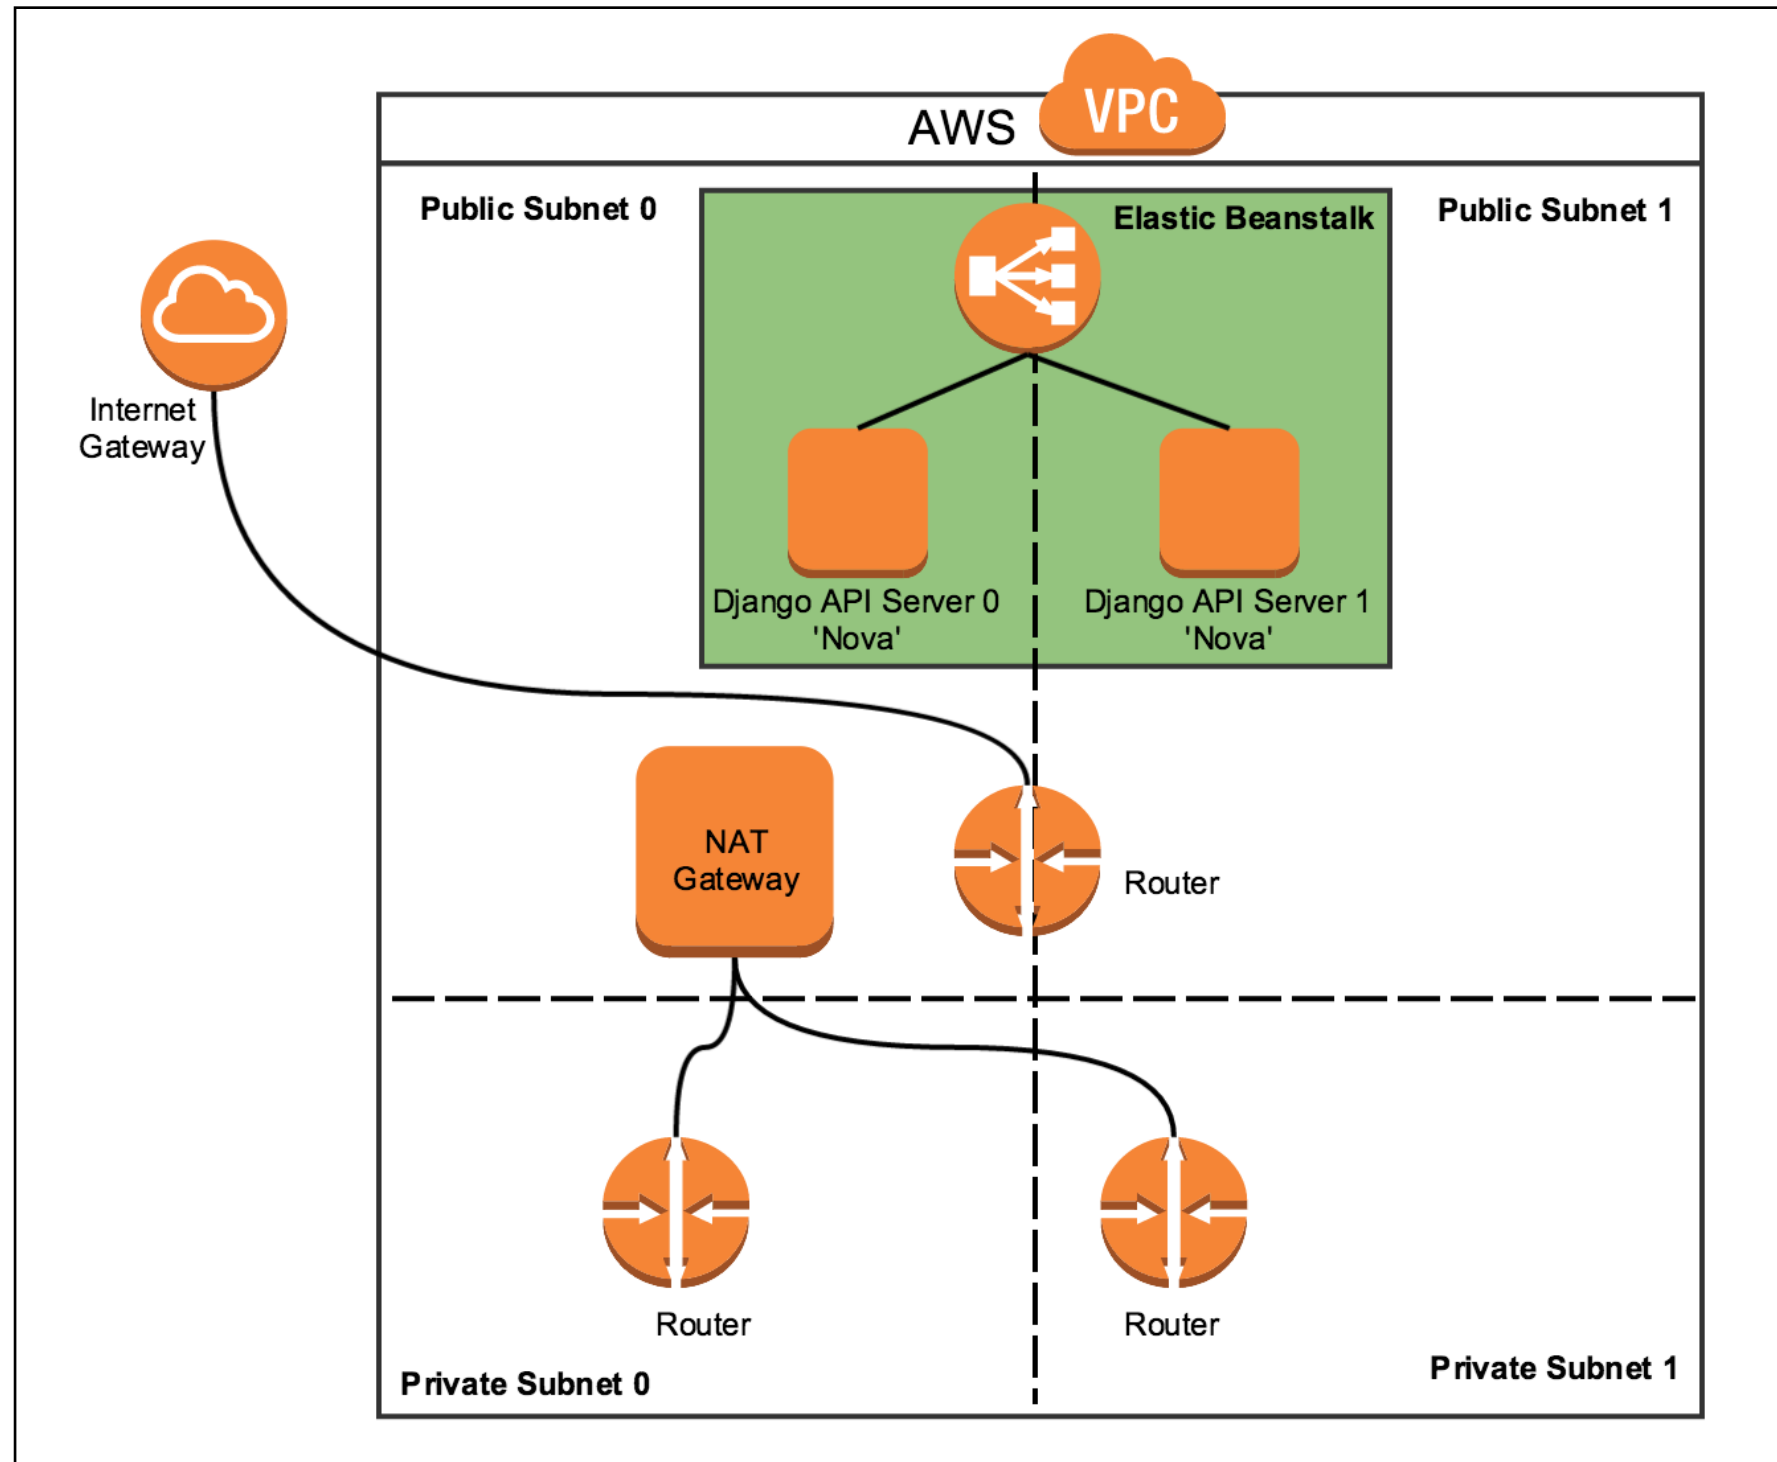 AWS
VPC
Public Subnet 0
Elastic Beanstalk
Public Subnet 1
Internet
Gateway
Django API Server 0
'Nova'
Django API Server 1
'Nova'
NAT
Gateway
Router
Router
Router
Private Subnet 0
Private Subnet 1